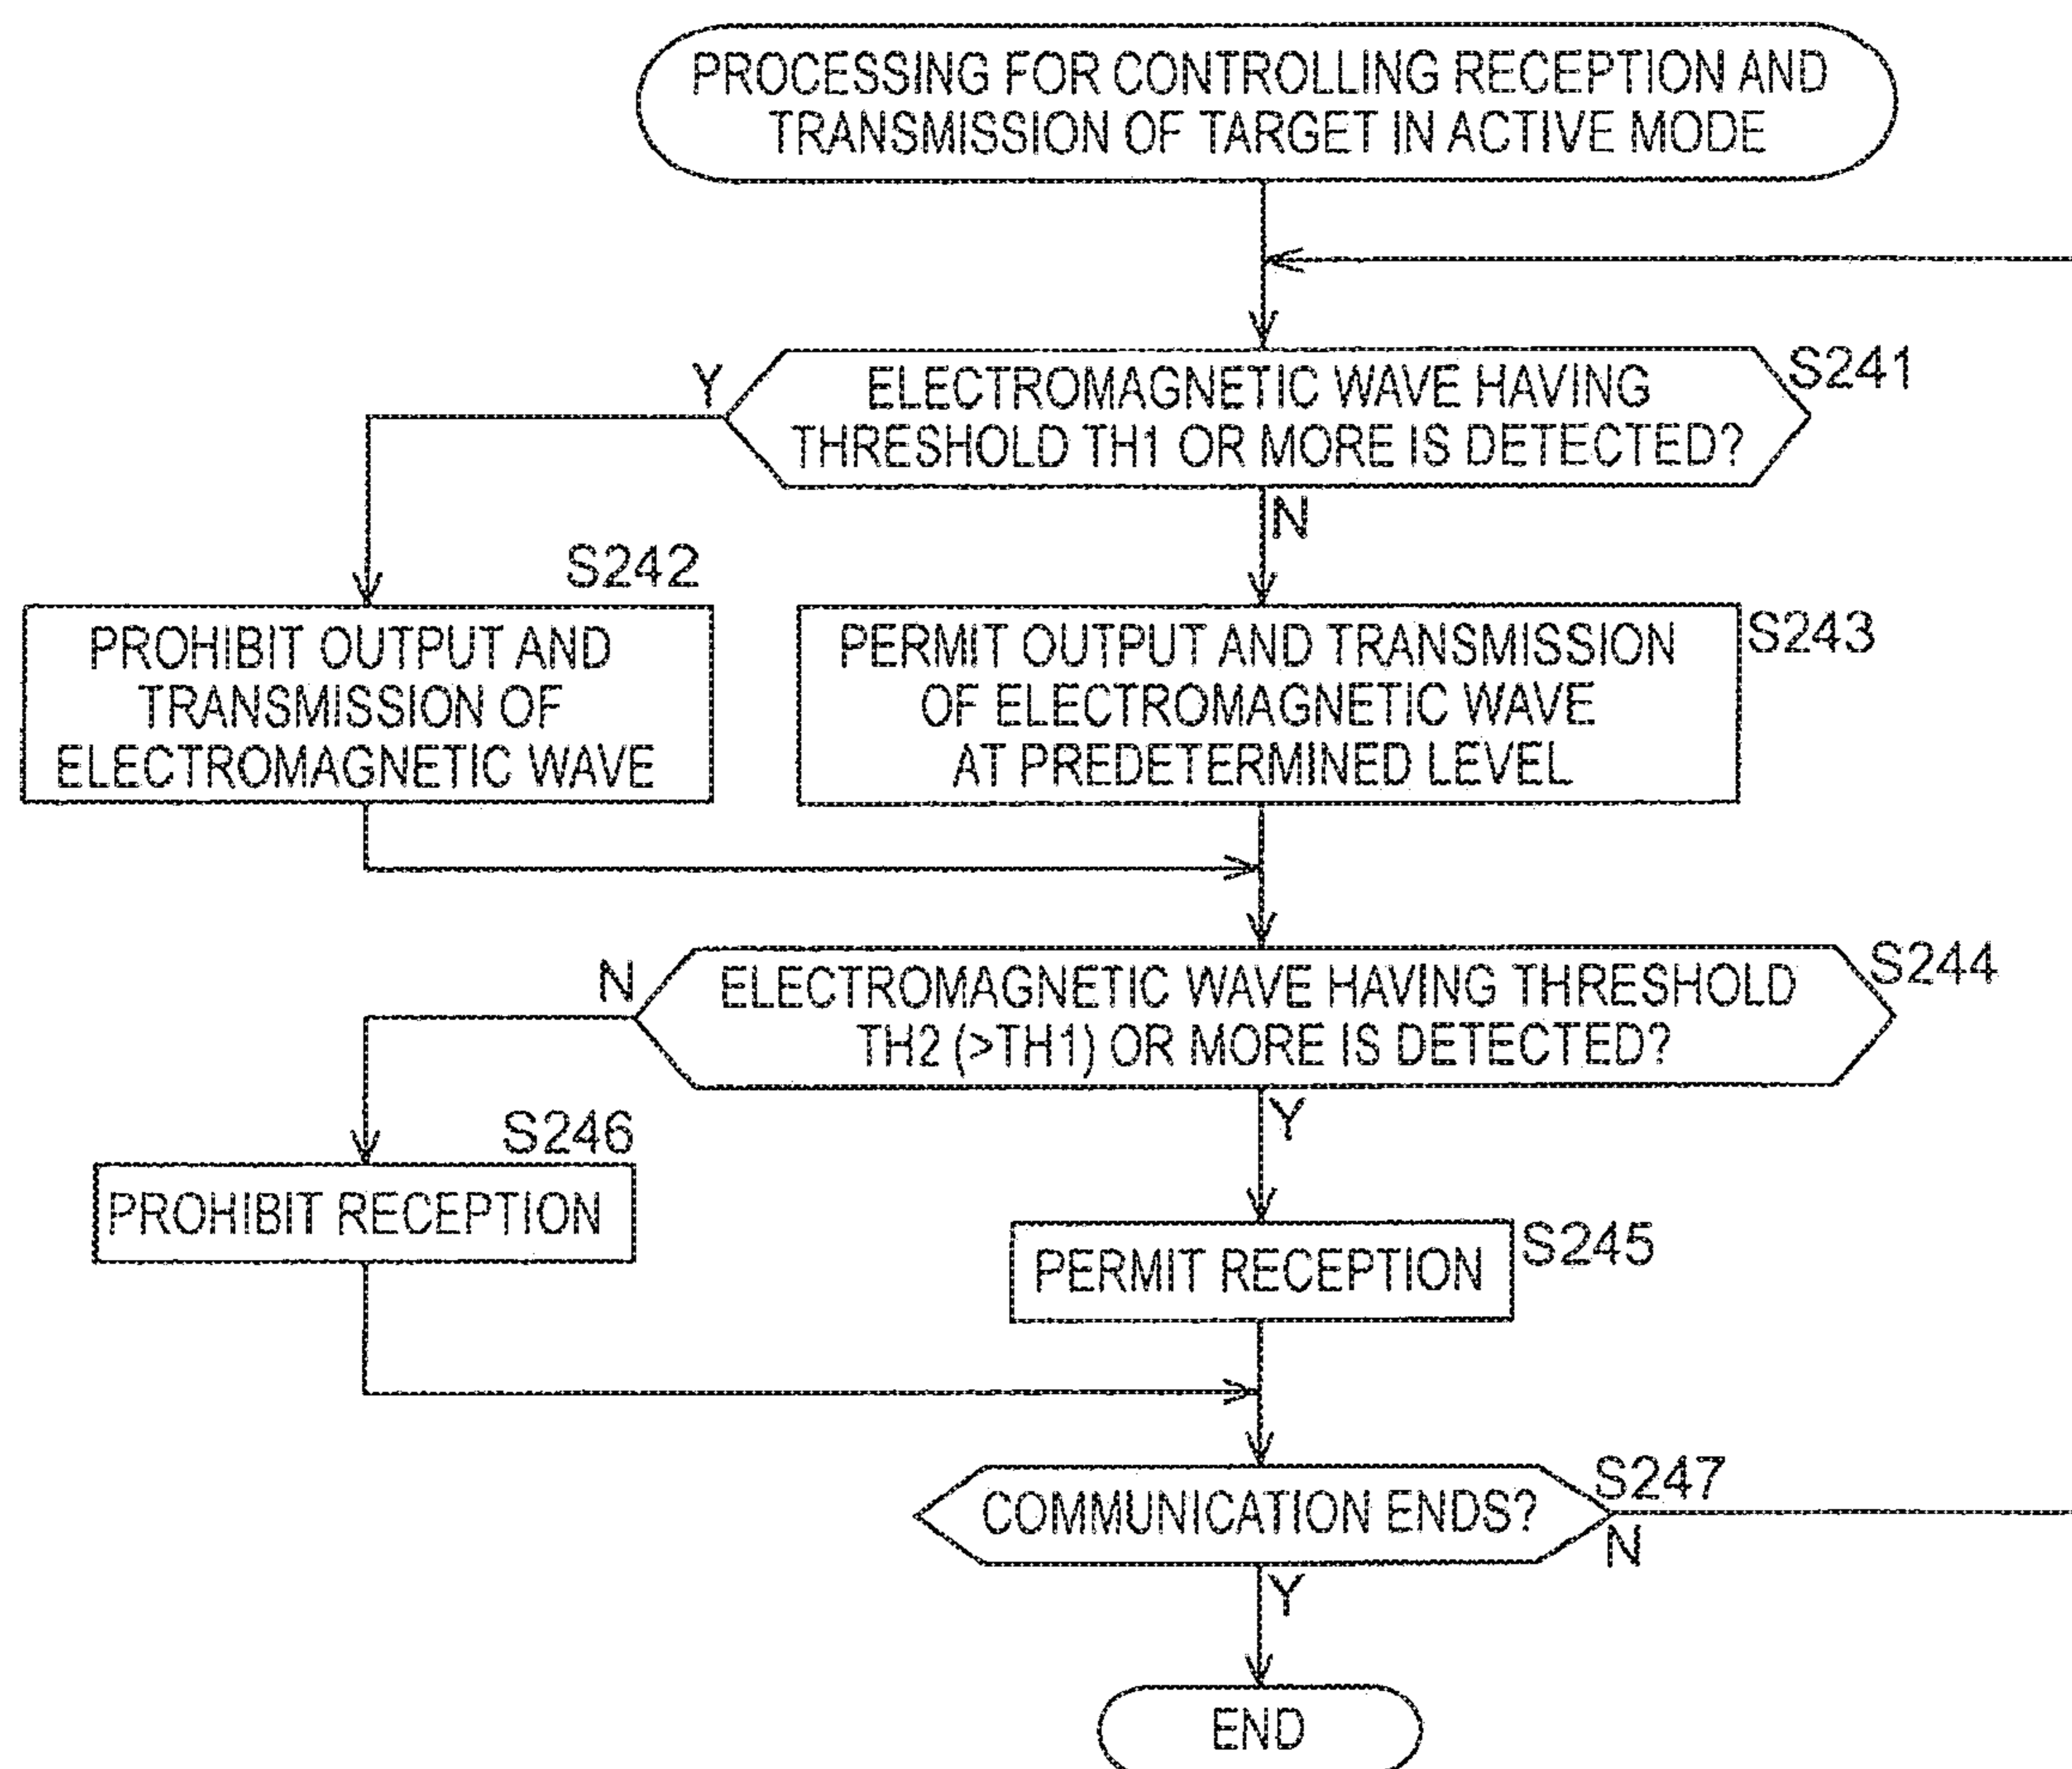 PROCESSING FOR CONTROLLING RECEPTION AND
TRANSMISSION OF TARGET IN ACTIVE MODE
Y
ELECTROMAGNETIC WAVE HAVING
THRESHOLD TH1 OR MORE IS DETECTED?
S241
N
S242
PROHIBIT OUTPUT AND
TRANSMISSION OF
ELECTROMAGNETIC WAVE
PERMIT OUTPUT AND TRANSMISSION
OF ELECTROMAGNETIC WAVE
AT PREDETERMINED LEVEL
S243
N
ELECTROMAGNETIC WAVE HAVING THRESHOLD
TH2 (>TH1) OR MORE IS DETECTED?
S244
Y
S246
PROHIBIT RECEPTION
PERMIT RECEPTION
S245
COMMUNICATION ENDS?
S247
N
Y
END